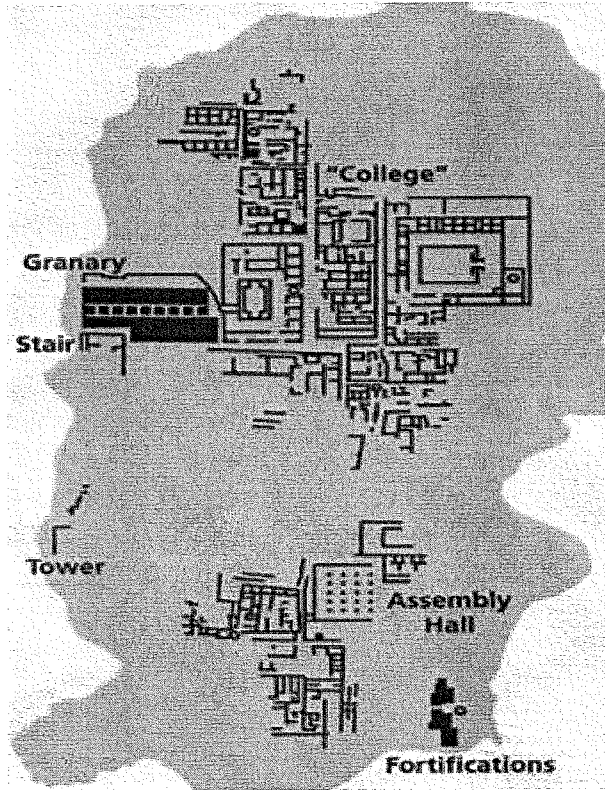 "College"
Granary
Stair
Tower
Assembly
Hall
Fortifications